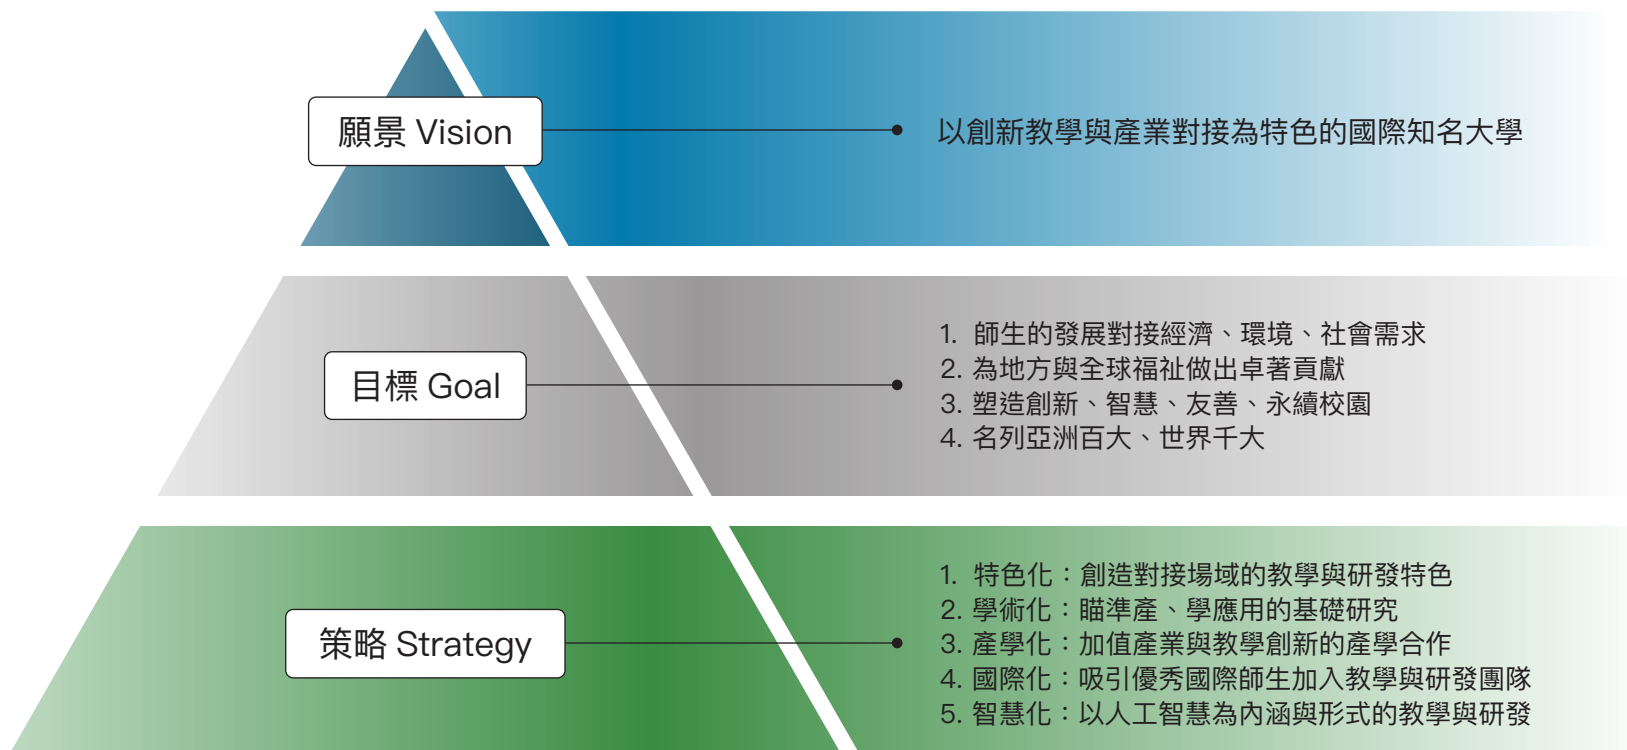 願景 Vision
以創新教學與產業對接為特色的國際知名大學
目標 Goal
1. 師生的發展對接經濟、環境、社會需求
2. 為地方與全球福祉做出卓著貢獻
3. 塑造創新、智慧、友善、永續校園
4. 名列亞洲百大、世界千大
策略 Strategy
1. 特色化：創造對接場域的教學與研發特色
2. 學術化：瞄準產、學應用的基礎研究
3. 產學化：加值產業與教學創新的產學合作
4. 國際化：吸引優秀國際師生加入教學與研發團隊
5. 智慧化：以人工智慧為內涵與形式的教學與研發